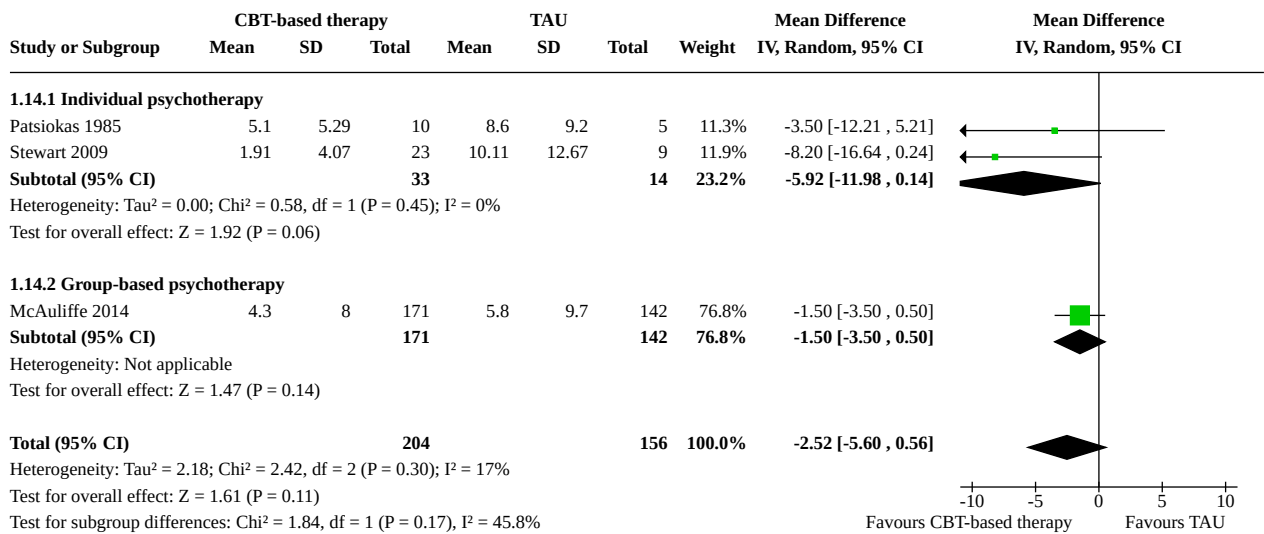 CBT-based therapy TAU Mean Difference Mean Difference
Study or Subgroup Mean SD Total Mean SD Total Weight IV, Random, 95% CI IV, Random, 95% CI
1.14.1 Individual psychotherapy
Patsiokas 1985 5.1 5.29 10 8.6 9.2 5 11.3% -3.50 [-12.21 , 5.21]
Stewart 2009 1.91 4.07 23 10.11 12.67 9 11.9% -8.20 [-16.64 , 0.24]
Subtotal (95% CI) 33 14 23.2% -5.92 [-11.98 , 0.14]
Heterogeneity: Tau² = 0.00; Chi² = 0.58, df = 1 (P = 0.45); I² = 0%
Test for overall effect: Z = 1.92 (P = 0.06)
1.14.2 Group-based psychotherapy
McAuliffe 2014 4.3 8 171 5.8 9.7 142 76.8% -1.50 [-3.50 , 0.50]
Subtotal (95% CI) 171 142 76.8% -1.50 [-3.50 , 0.50]
Heterogeneity: Not applicable
Test for overall effect: Z = 1.47 (P = 0.14)
Total (95% CI) 204 156 100.0% -2.52 [-5.60 , 0.56]
Heterogeneity: Tau² = 2.18; Chi² = 2.42, df = 2 (P = 0.30); I² = 17%
Test for overall effect: Z = 1.61 (P = 0.11)
-10 -5 0 5 10
Test for subgroup differences: Chi² = 1.84, df = 1 (P = 0.17), I² = 45.8% Favours CBT-based therapy Favours TAU